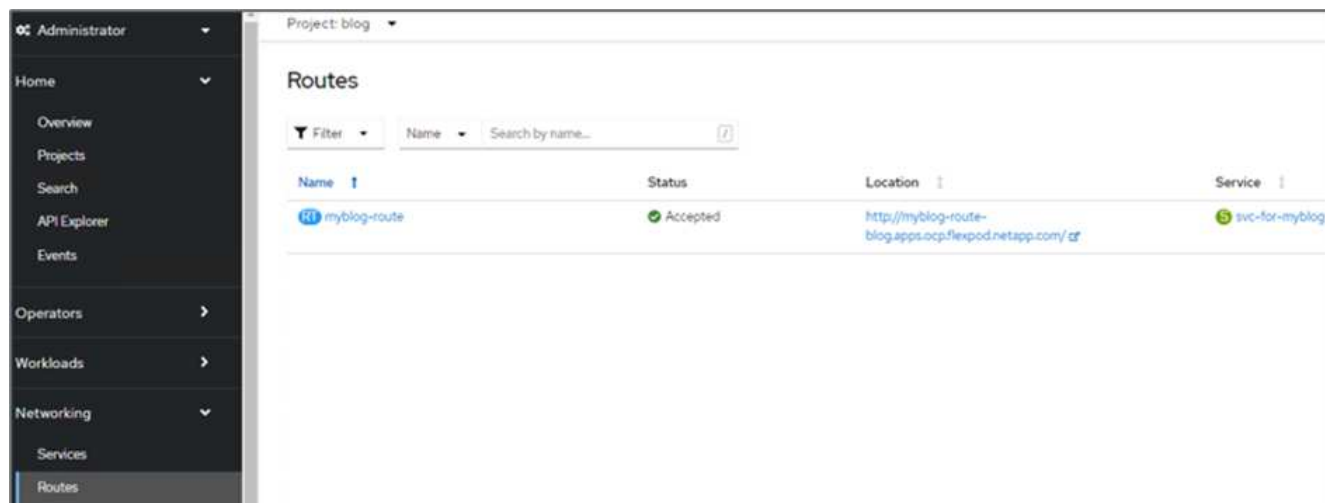 Administrator
Home
Overview
Projects
Search
API Explorer
Events
Operators
Workloads
Networking
Services
Routes
Project: blog
Routes
Filter
Name
Search by name...
/
Name
Status
Location
Service
RT myblog-route
Accepted
http://myblog-route-
blog.apps.ocp.flexpod.netapp.com/
S svc-for-myblog